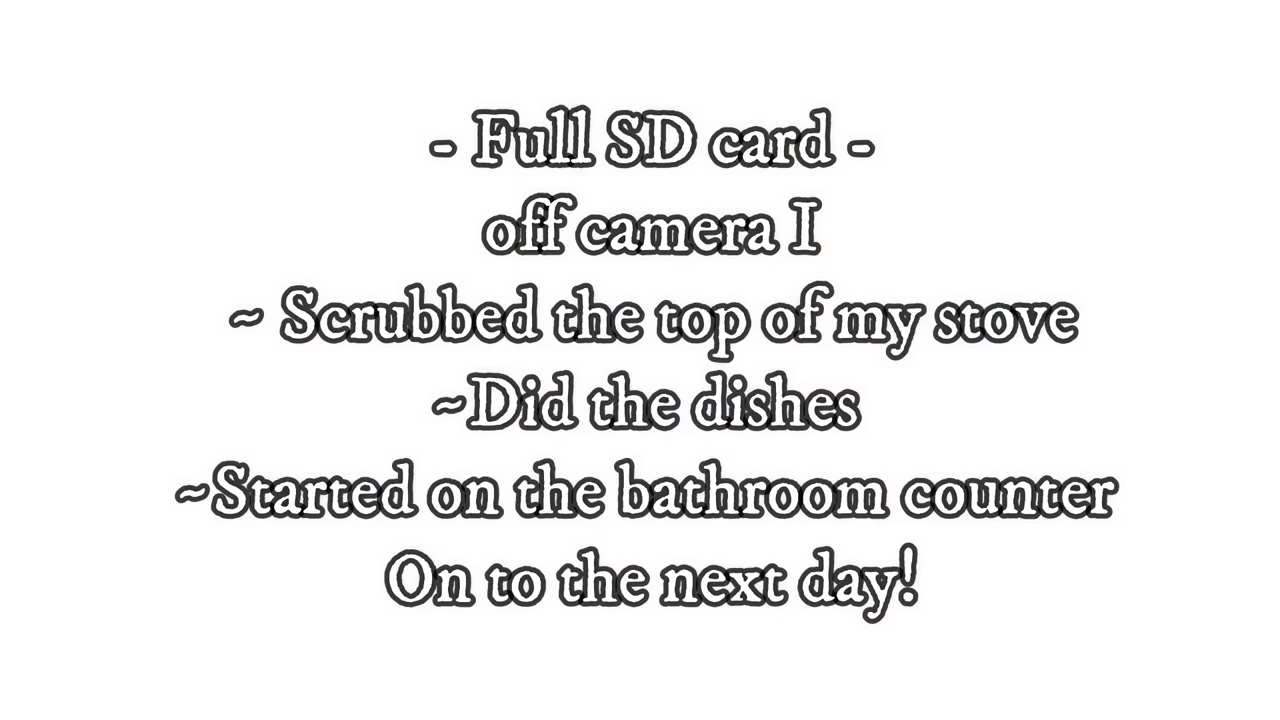 - Full SD card -
off camera I
~ Scrubbed the top of my stove
~Did the dishes
~Started on the bathroom counter
On to the next day!